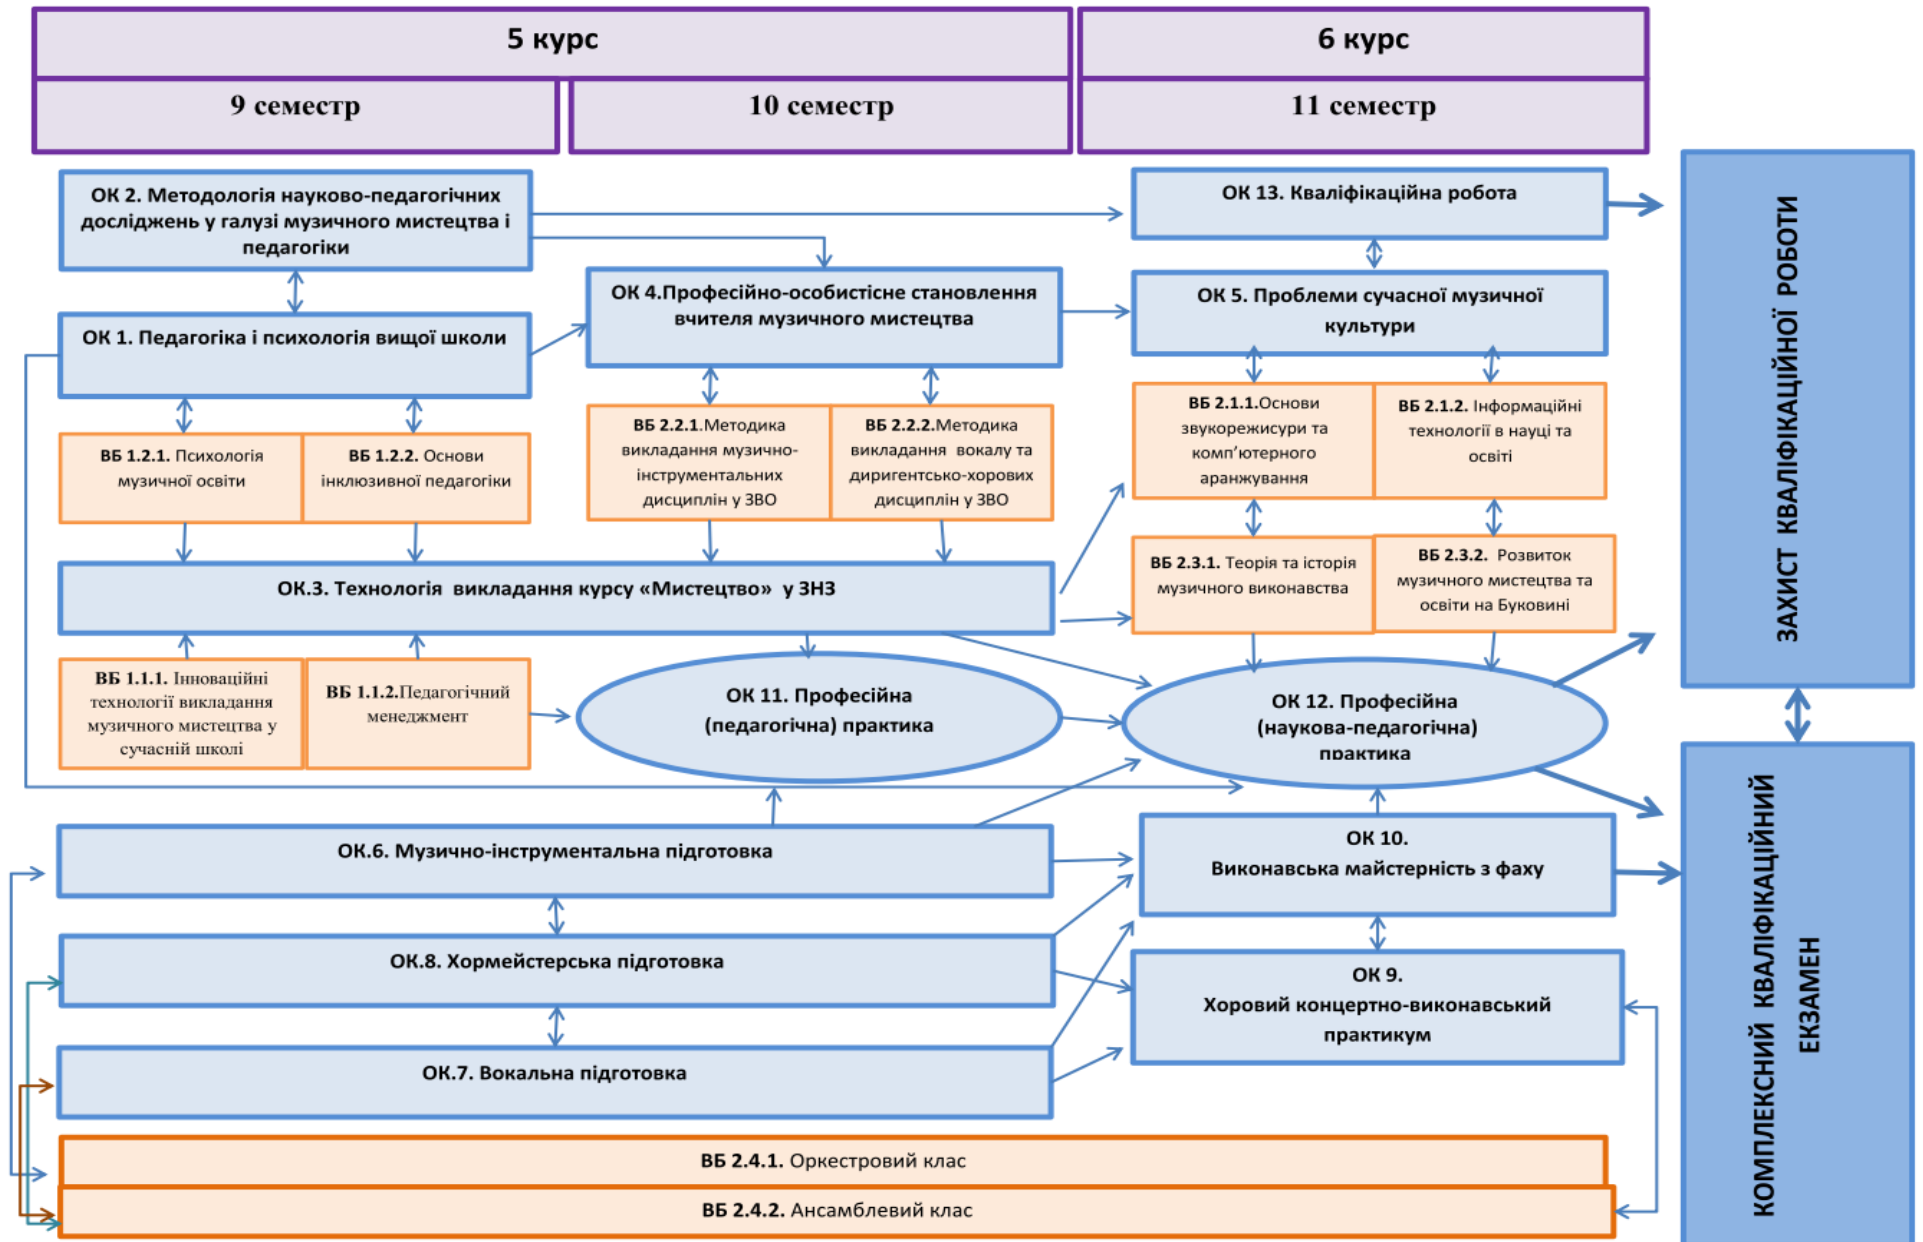 5 курс
6 курс
9 семестр
10 семестр
11 семестр
ОК 2. Методологія науково-педагогічних
досліджень у галузі музичного мистецтва і
педагогіки
ОК 13. Кваліфікаційна робота
ОК 1. Педагогіка і психологія вищої школи
ОК 4.Професійно-особистісне становлення
вчителя музичного мистецтва
ОК 5. Проблеми сучасної музичної
культури
ВБ 1.2.1. Психологія
музичної освіти
ВБ 1.2.2. Основи
інклюзивної педагогіки
ВБ 2.2.1.Методика
викладання музично-
інструментальних
дисциплін у ЗВО
ВБ 2.2.2.Методика
викладання вокалу та
диригентсько-хорових
дисциплін у ЗВО
ВБ 2.1.1.Основи
звукорежисури та
комп’ютерного
аранжування
ВБ 2.1.2. Інформаційні
технології в науці та
освіті
ОК.3. Технологія викладання курсу «Мистецтво» у ЗНЗ
ВБ 2.3.1. Теорія та історія
музичного виконавства
ВБ 2.3.2. Розвиток
музичного мистецтва та
освіти на Буковині
ВБ 1.1.1. Інноваційні
технології викладання
музичного мистецтва у
сучасній школі
ВБ 1.1.2.Педагогічний
менеджмент
ОК 11. Професійна
(педагогічна) практика
ОК 12. Професійна
(наукова-педагогічна)
практика
ОК.6. Музично-інструментальна підготовка
ОК 10.
Виконавська майстерність з фаху
ОК.8. Хормейстерська підготовка
ОК 9.
Хоровий концертно-виконавський
практикум
ОК.7. Вокальна підготовка
ВБ 2.4.1. Оркестровий клас
ВБ 2.4.2. Ансамблевий клас
ЗАХИСТ КВАЛІФІКАЦІЙНОЇ РОБОТИ
КОМПЛЕКСНИЙ КВАЛІФІКАЦІЙНИЙ
ЕКЗАМЕН